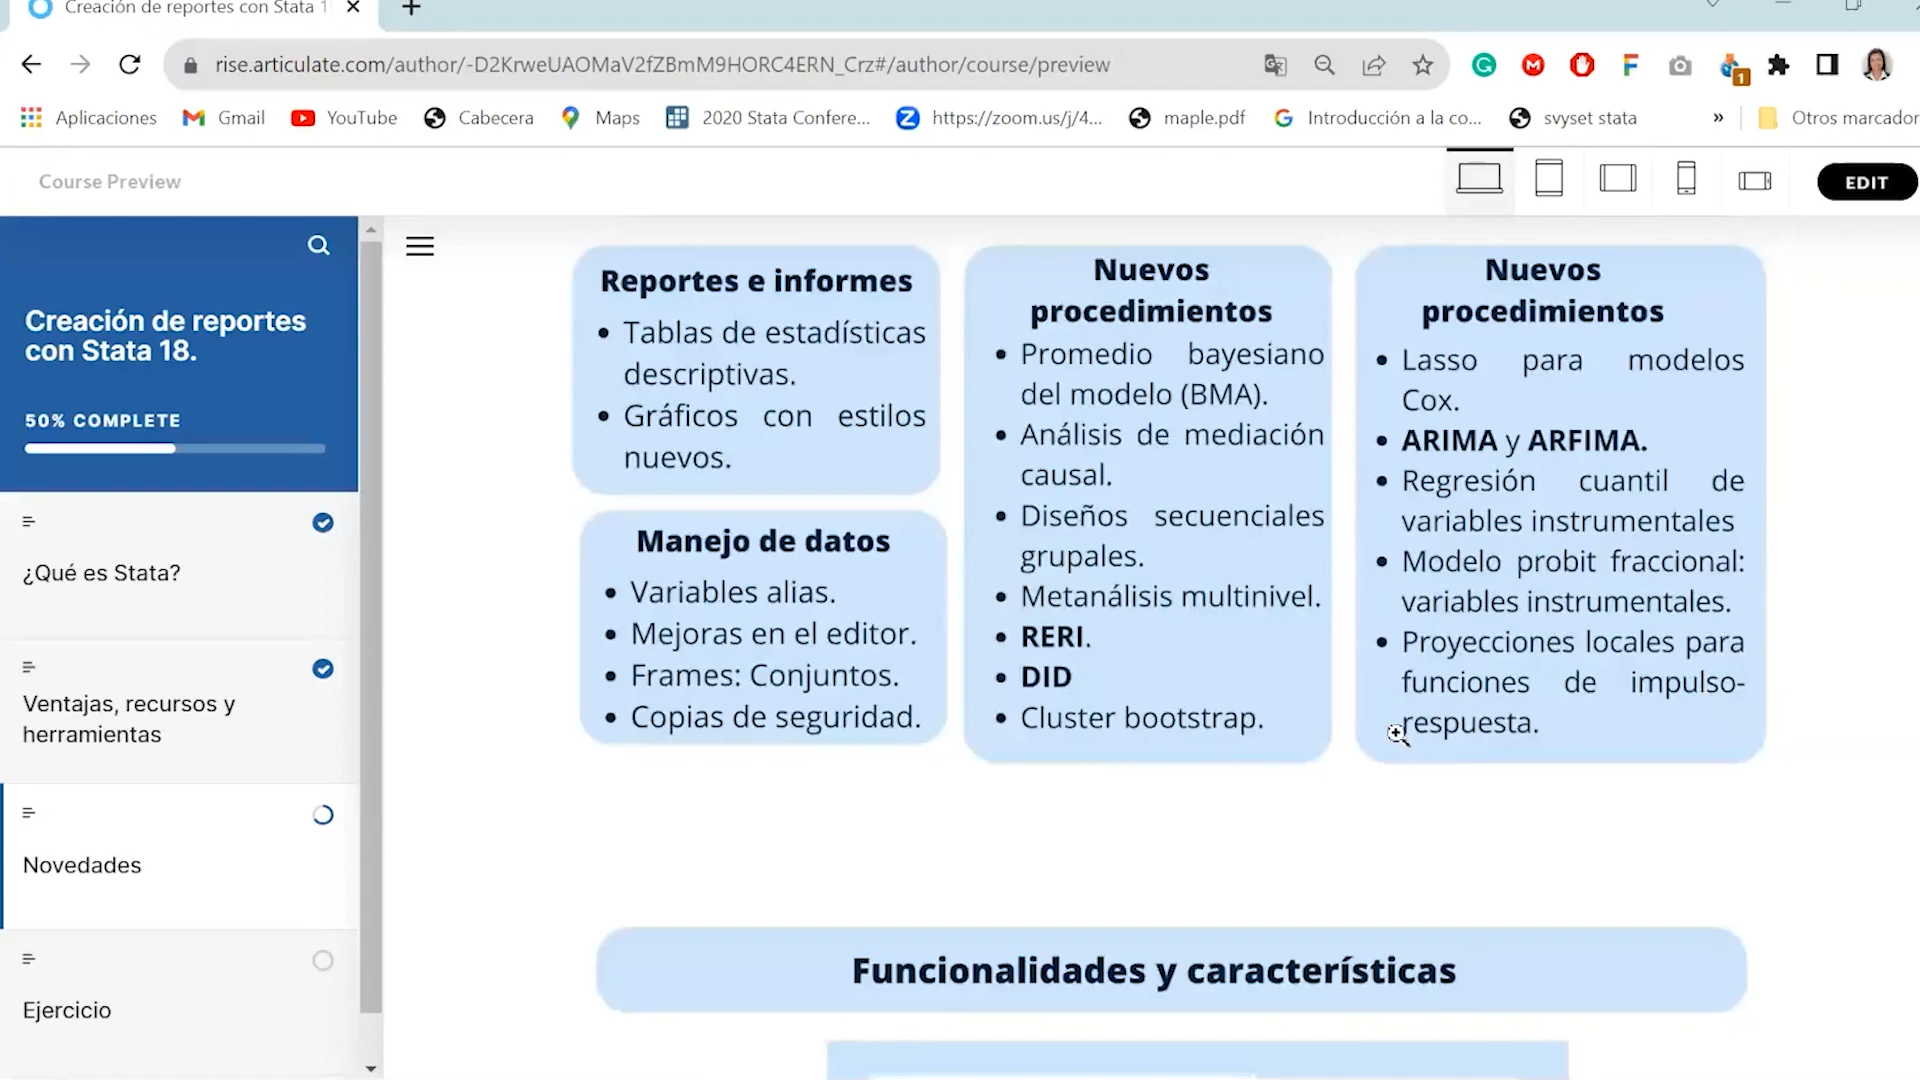 Creación de reportes con Stata 1
rise.articulate.com/author/-D2KrweUAOMaV2fZBmM9HORC4ERN_Crz#/author/course/preview
1
Aplicaciones
Gmail
YouTube
Cabecera
Maps
2020 Stata Confere...
https://zoom.us/j/4...
maple.pdf
Introducción a la co...
svyset stata
»
Otros marcador
Course Preview
EDIT
Creación de reportes
con Stata 18.
50% COMPLETE
¿Qué es Stata?
Ventajas, recursos y
herramientas
Novedades
Ejercicio
Reportes e informes
• Tablas de estadísticas
descriptivas.
• Gráficos con estilos
nuevos.
Manejo de datos
• Variables alias.
• Mejoras en el editor.
• Frames: Conjuntos.
• Copias de seguridad.
Nuevos
procedimientos
• Promedio bayesiano
del modelo (BMA).
• Análisis de mediación
causal.
• Diseños secuenciales
grupales.
• Metanálisis multinivel.
• RERI.
• DID
• Cluster bootstrap.
Nuevos
procedimientos
• Lasso para modelos
Cox.
• ARIMA y ARFIMA.
• Regresión cuantil de
variables instrumentales
• Modelo probit fraccional:
variables instrumentales.
• Proyecciones locales para
funciones de impulso-
respuesta.
Funcionalidades y características